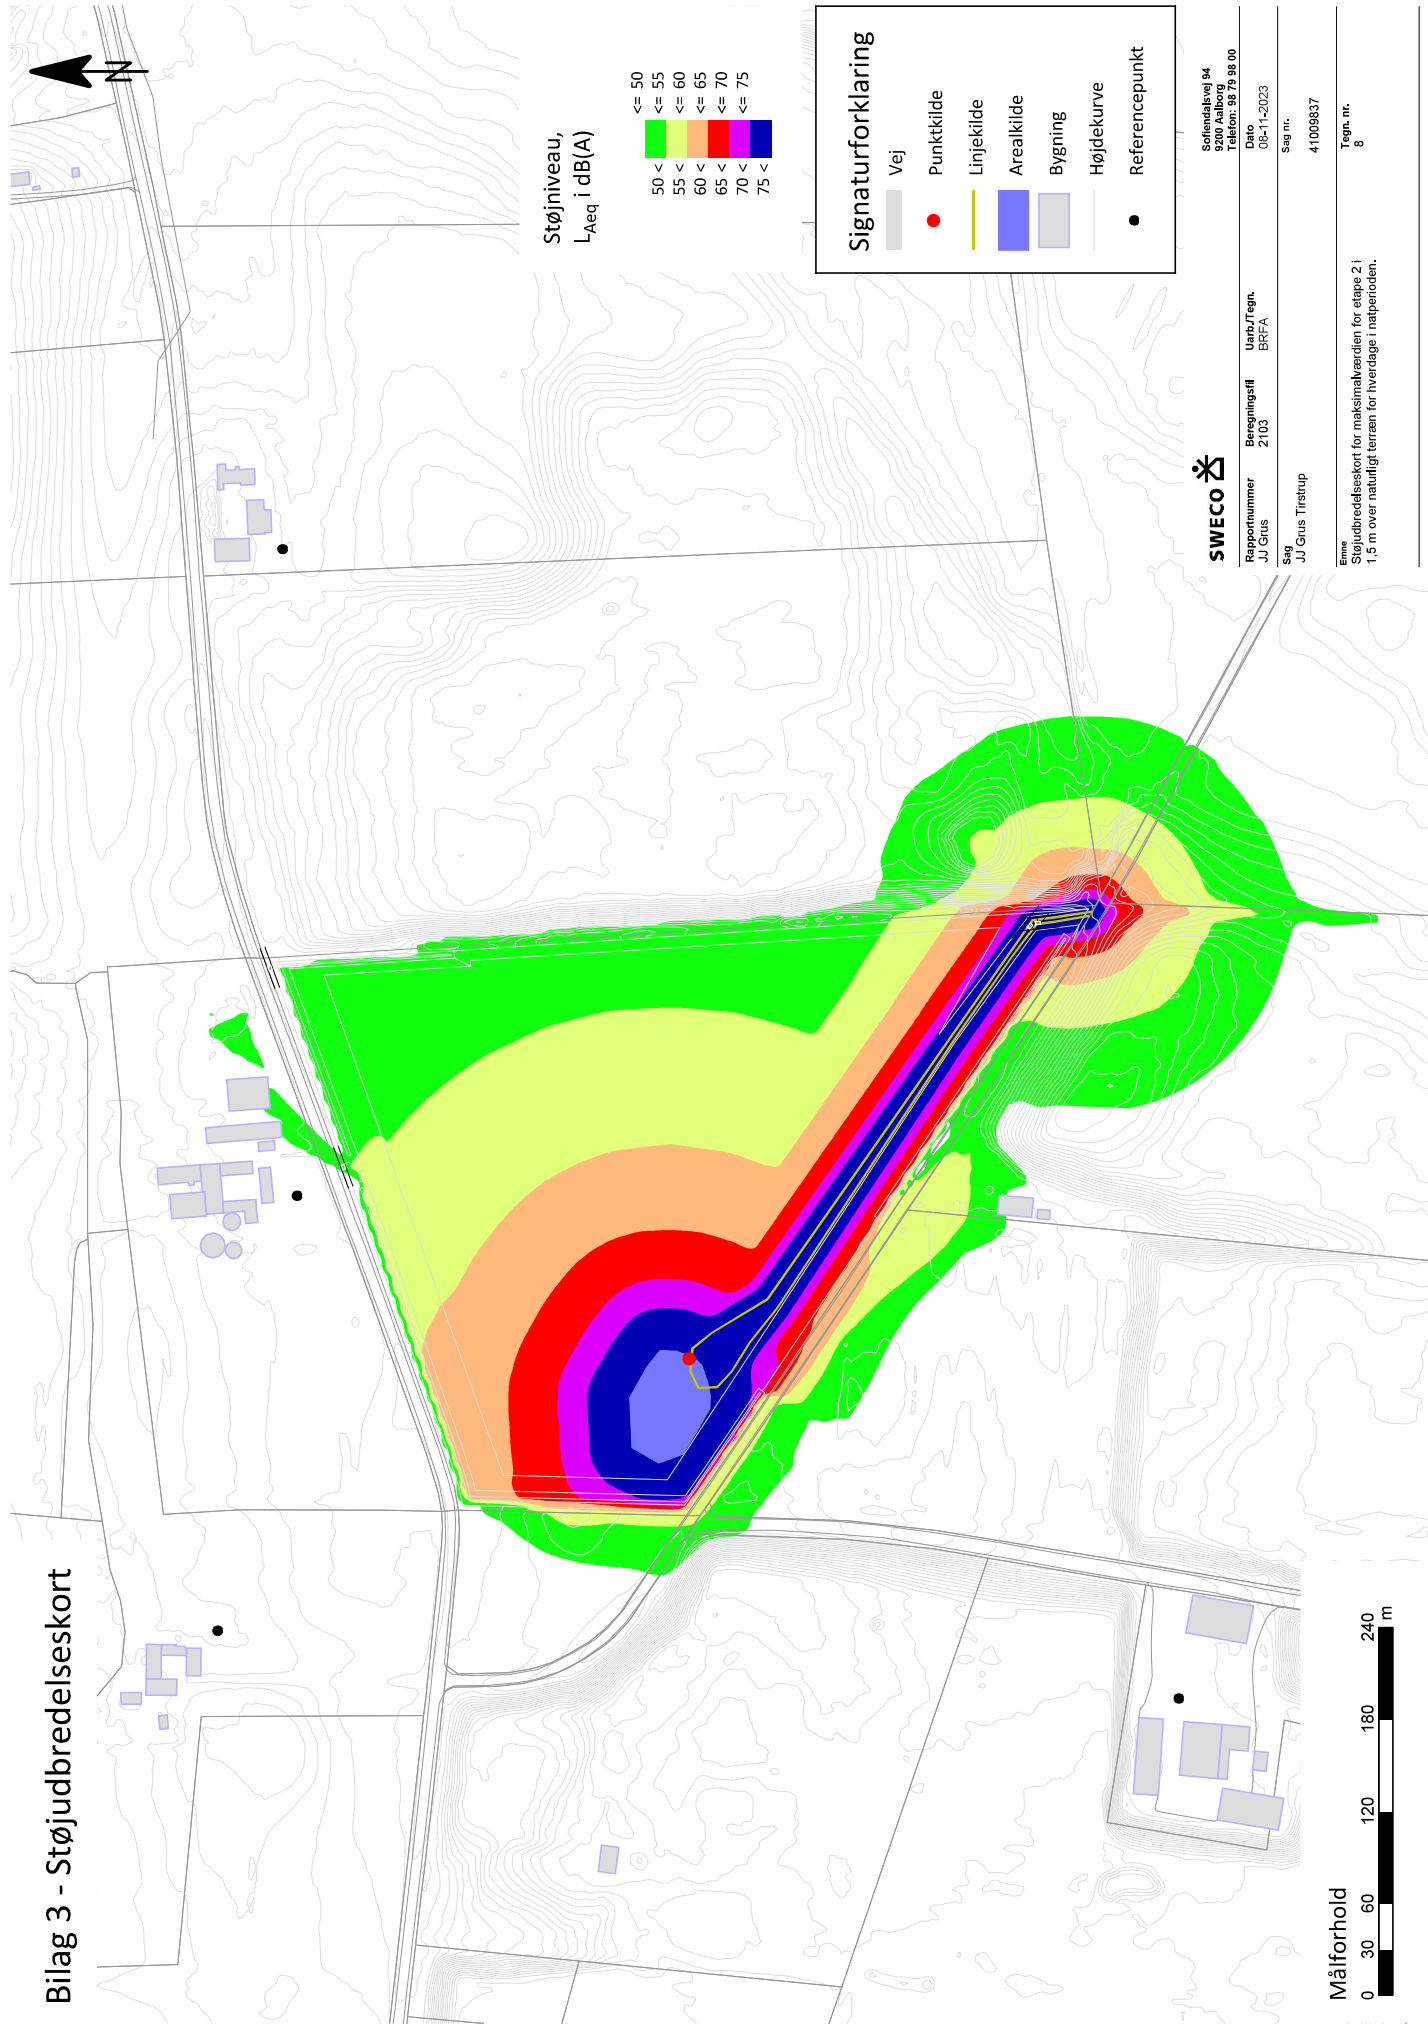 Bilag 3 - Støjudbredelseskort
N
Støjniveau,
LAeq i dB(A)
<= 50
50 < <= 55
55 < <= 60
60 < <= 65
65 < <= 70
70 < <= 75
75 <
Signaturforklaring
Vej
Punktkilde
Linjekilde
Arealkilde
Bygning
Højdekurve
Referencepunkt
Målforhold
0 30 60 120 180 240
m
SWECO
Sofiendalsvej 94
9200 Aalborg
Telefon: 98 79 98 00
Rapportnummer Beregningsfil Uarb./Tegn. Dato
JJ Grus 2103 BRFA 08-11-2023
Sag Sag nr.
JJ Grus Tirstrup 41009837
Emne Tegn. nr.
Støjudbredelseskort for maksimalværdien for etape 2 i 8
1,5 m over naturligt terræn for hverdage i natperioden.